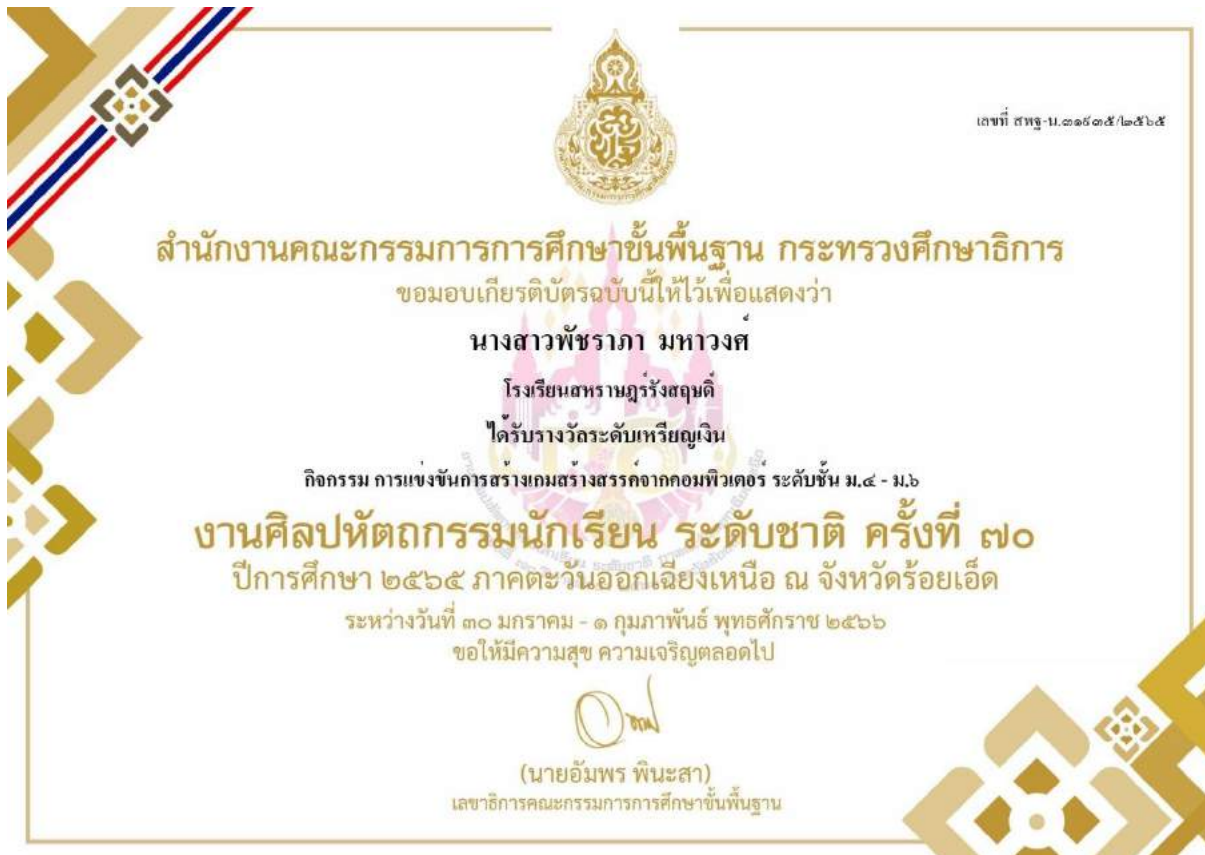 เลขที่ สพฐ-น.๓๑๙๓๕/๒๕๖๕
สำนักงานคณะกรรมการการศึกษาขั้นพื้นฐาน กระทรวงศึกษาธิการ
ขอมอบเกียรติบัตรฉบับนี้ให้ไว้เพื่อแสดงว่า
นางสาวพัชราภา มหาวงศ์
โรงเรียนสหราษฎร์รังสฤษดิ์
ได้รับรางวัลระดับเหรียญเงิน
กิจกรรม การแข่งขันการสร้างเกมสร้างสรรค์จากคอมพิวเตอร์ ระดับชั้น ม.๔ - ม.๖
งานศิลปหัตถกรรมนักเรียน ระดับชาติ ครั้งที่ ๗๐
ปีการศึกษา ๒๕๖๕ ภาคตะวันออกเฉียงเหนือ ณ จังหวัดร้อยเอ็ด
ระหว่างวันที่ ๓๐ มกราคม - ๑ กุมภาพันธ์ พุทธศักราช ๒๕๖๖
ขอให้มีความสุข ความเจริญตลอดไป
(นายอัมพร พินะสา)
เลขาธิการคณะกรรมการการศึกษาขั้นพื้นฐาน